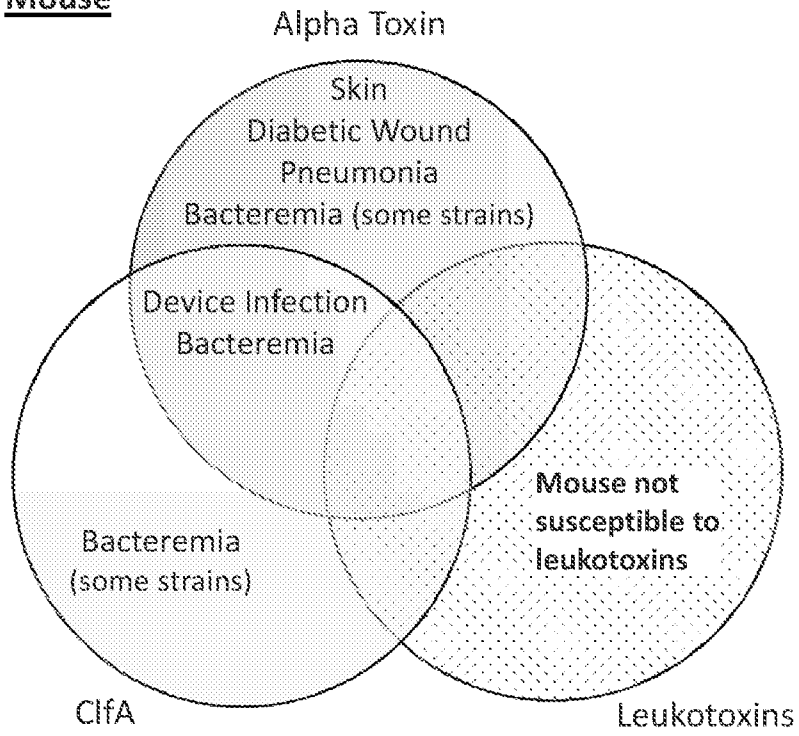 Mouse
Alpha Toxin
Skin
Diabetic Wound
Pneumonia
Bacteremia (some strains)
Device Infection
Bacteremia
Mouse not
susceptible to
leukotoxins
Bacteremia
(some strains)
ClfA
Leukotoxins